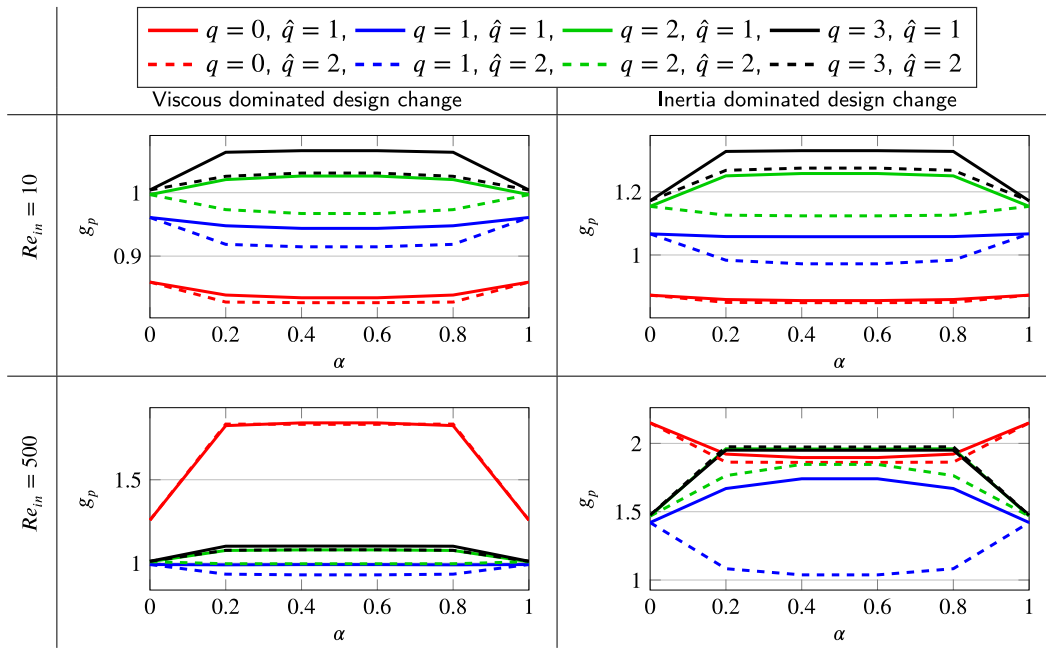 q = 0, q̂ = 1, q = 1, q̂ = 1, q = 2, q̂ = 1, q = 3, q̂ = 1
q = 0, q̂ = 2, q = 1, q̂ = 2, q = 2, q̂ = 2, q = 3, q̂ = 2
Viscous dominated design change
Inertia dominated design change
Re_in = 10
g_p
1
0.9
0 0.2 0.4 0.6 0.8 1
α
g_p
1.2
1
0 0.2 0.4 0.6 0.8 1
α
Re_in = 500
g_p
1.5
1
0 0.2 0.4 0.6 0.8 1
α
g_p
2
1.5
1
0 0.2 0.4 0.6 0.8 1
α